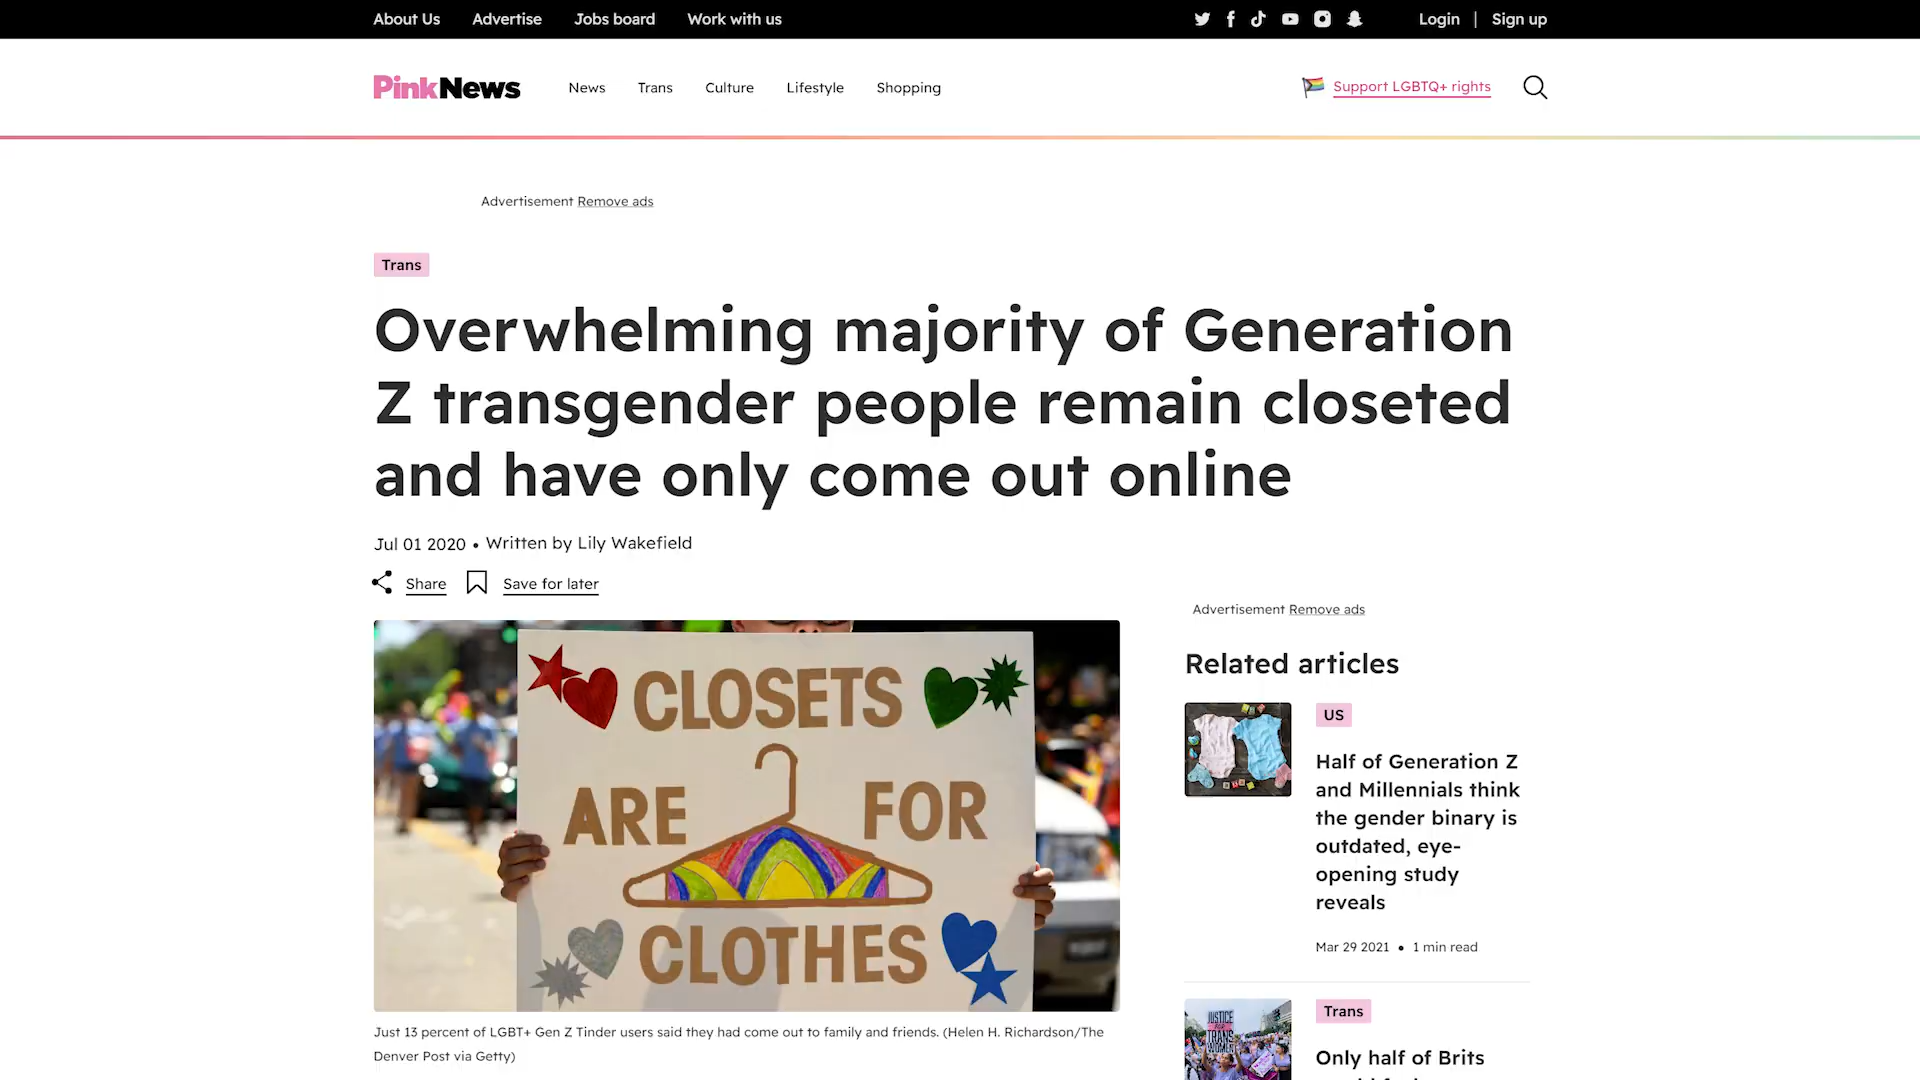 About Us Advertise Jobs board Work with us Login | Sign up
PinkNews News Trans Culture Lifestyle Shopping Support LGBTQ+ rights
Advertisement Remove ads
Trans
Overwhelming majority of Generation
Z transgender people remain closeted
and have only come out online
Jul 01 2020 • Written by Lily Wakefield
Share Save for later
CLOSETS
ARE FOR
CLOTHES
Just 13 percent of LGBT+ Gen Z Tinder users said they had come out to family and friends. (Helen H. Richardson/The
Denver Post via Getty)
Advertisement Remove ads
Related articles
US
Half of Generation Z
and Millennials think
the gender binary is
outdated, eye-
opening study
reveals
Mar 29 2021 • 1 min read
JUSTICE
FOR
TRANS
WOMEN
Trans
Only half of Brits